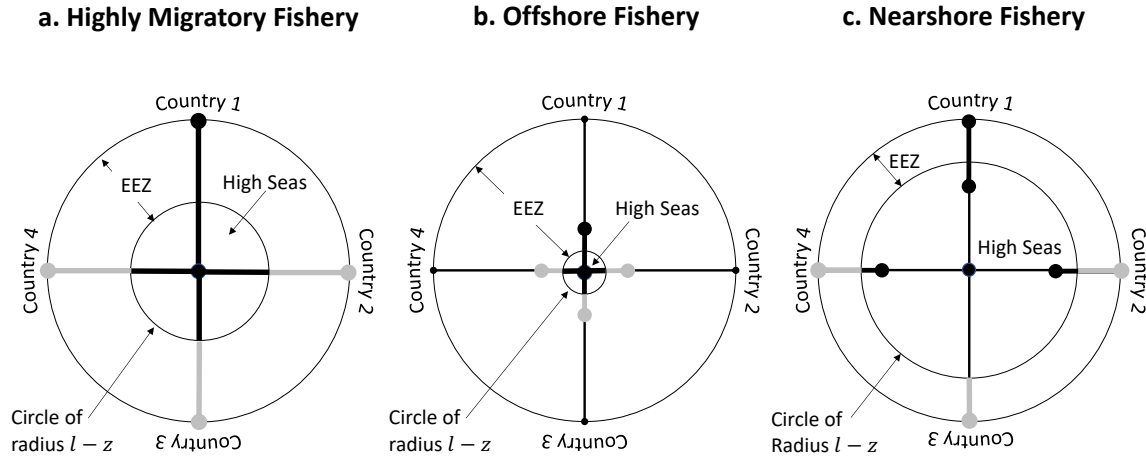 a. Highly Migratory Fishery
b. Offshore Fishery
c. Nearshore Fishery
Country 1
EEZ
High Seas
Country 4
Country 2
Country 3
Circle of
radius l − z
Country 1
EEZ
High Seas
Country 2
Country 3
Circle of
radius l − z
Country 1
EEZ
High Seas
Country 4
Country 2
Country 3
Circle of
Radius l − z